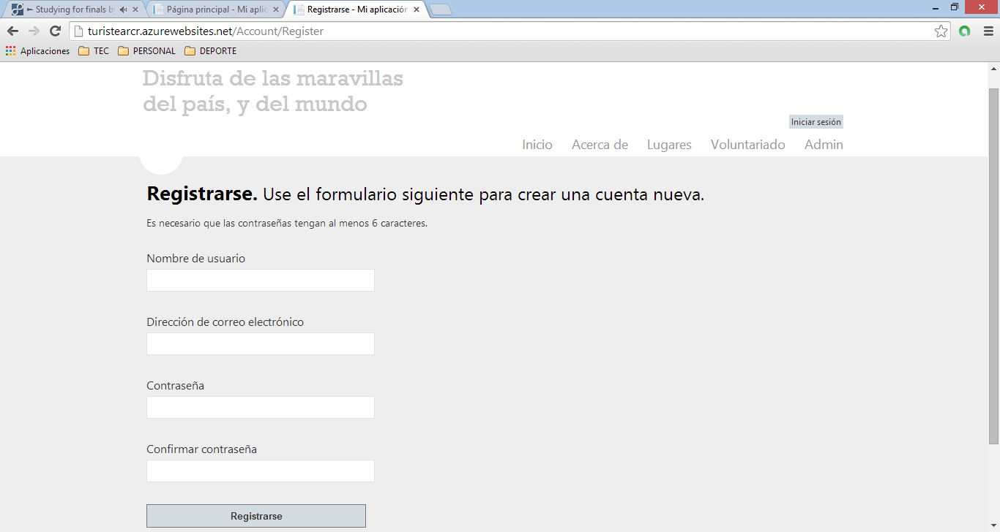 Studying for finals b
Página principal - Mi aplic
Registrarse - Mi aplicación
turistearcr.azurewebsites.net/Account/Register
Aplicaciones TEC PERSONAL DEPORTE
Disfruta de las maravillas
del país, y del mundo
Iniciar sesión
Inicio Acerca de Lugares Voluntariado Admin
Registrarse. Use el formulario siguiente para crear una cuenta nueva.
Es necesario que las contraseñas tengan al menos 6 caracteres.
Nombre de usuario
Dirección de correo electrónico
Contraseña
Confirmar contraseña
Registrarse